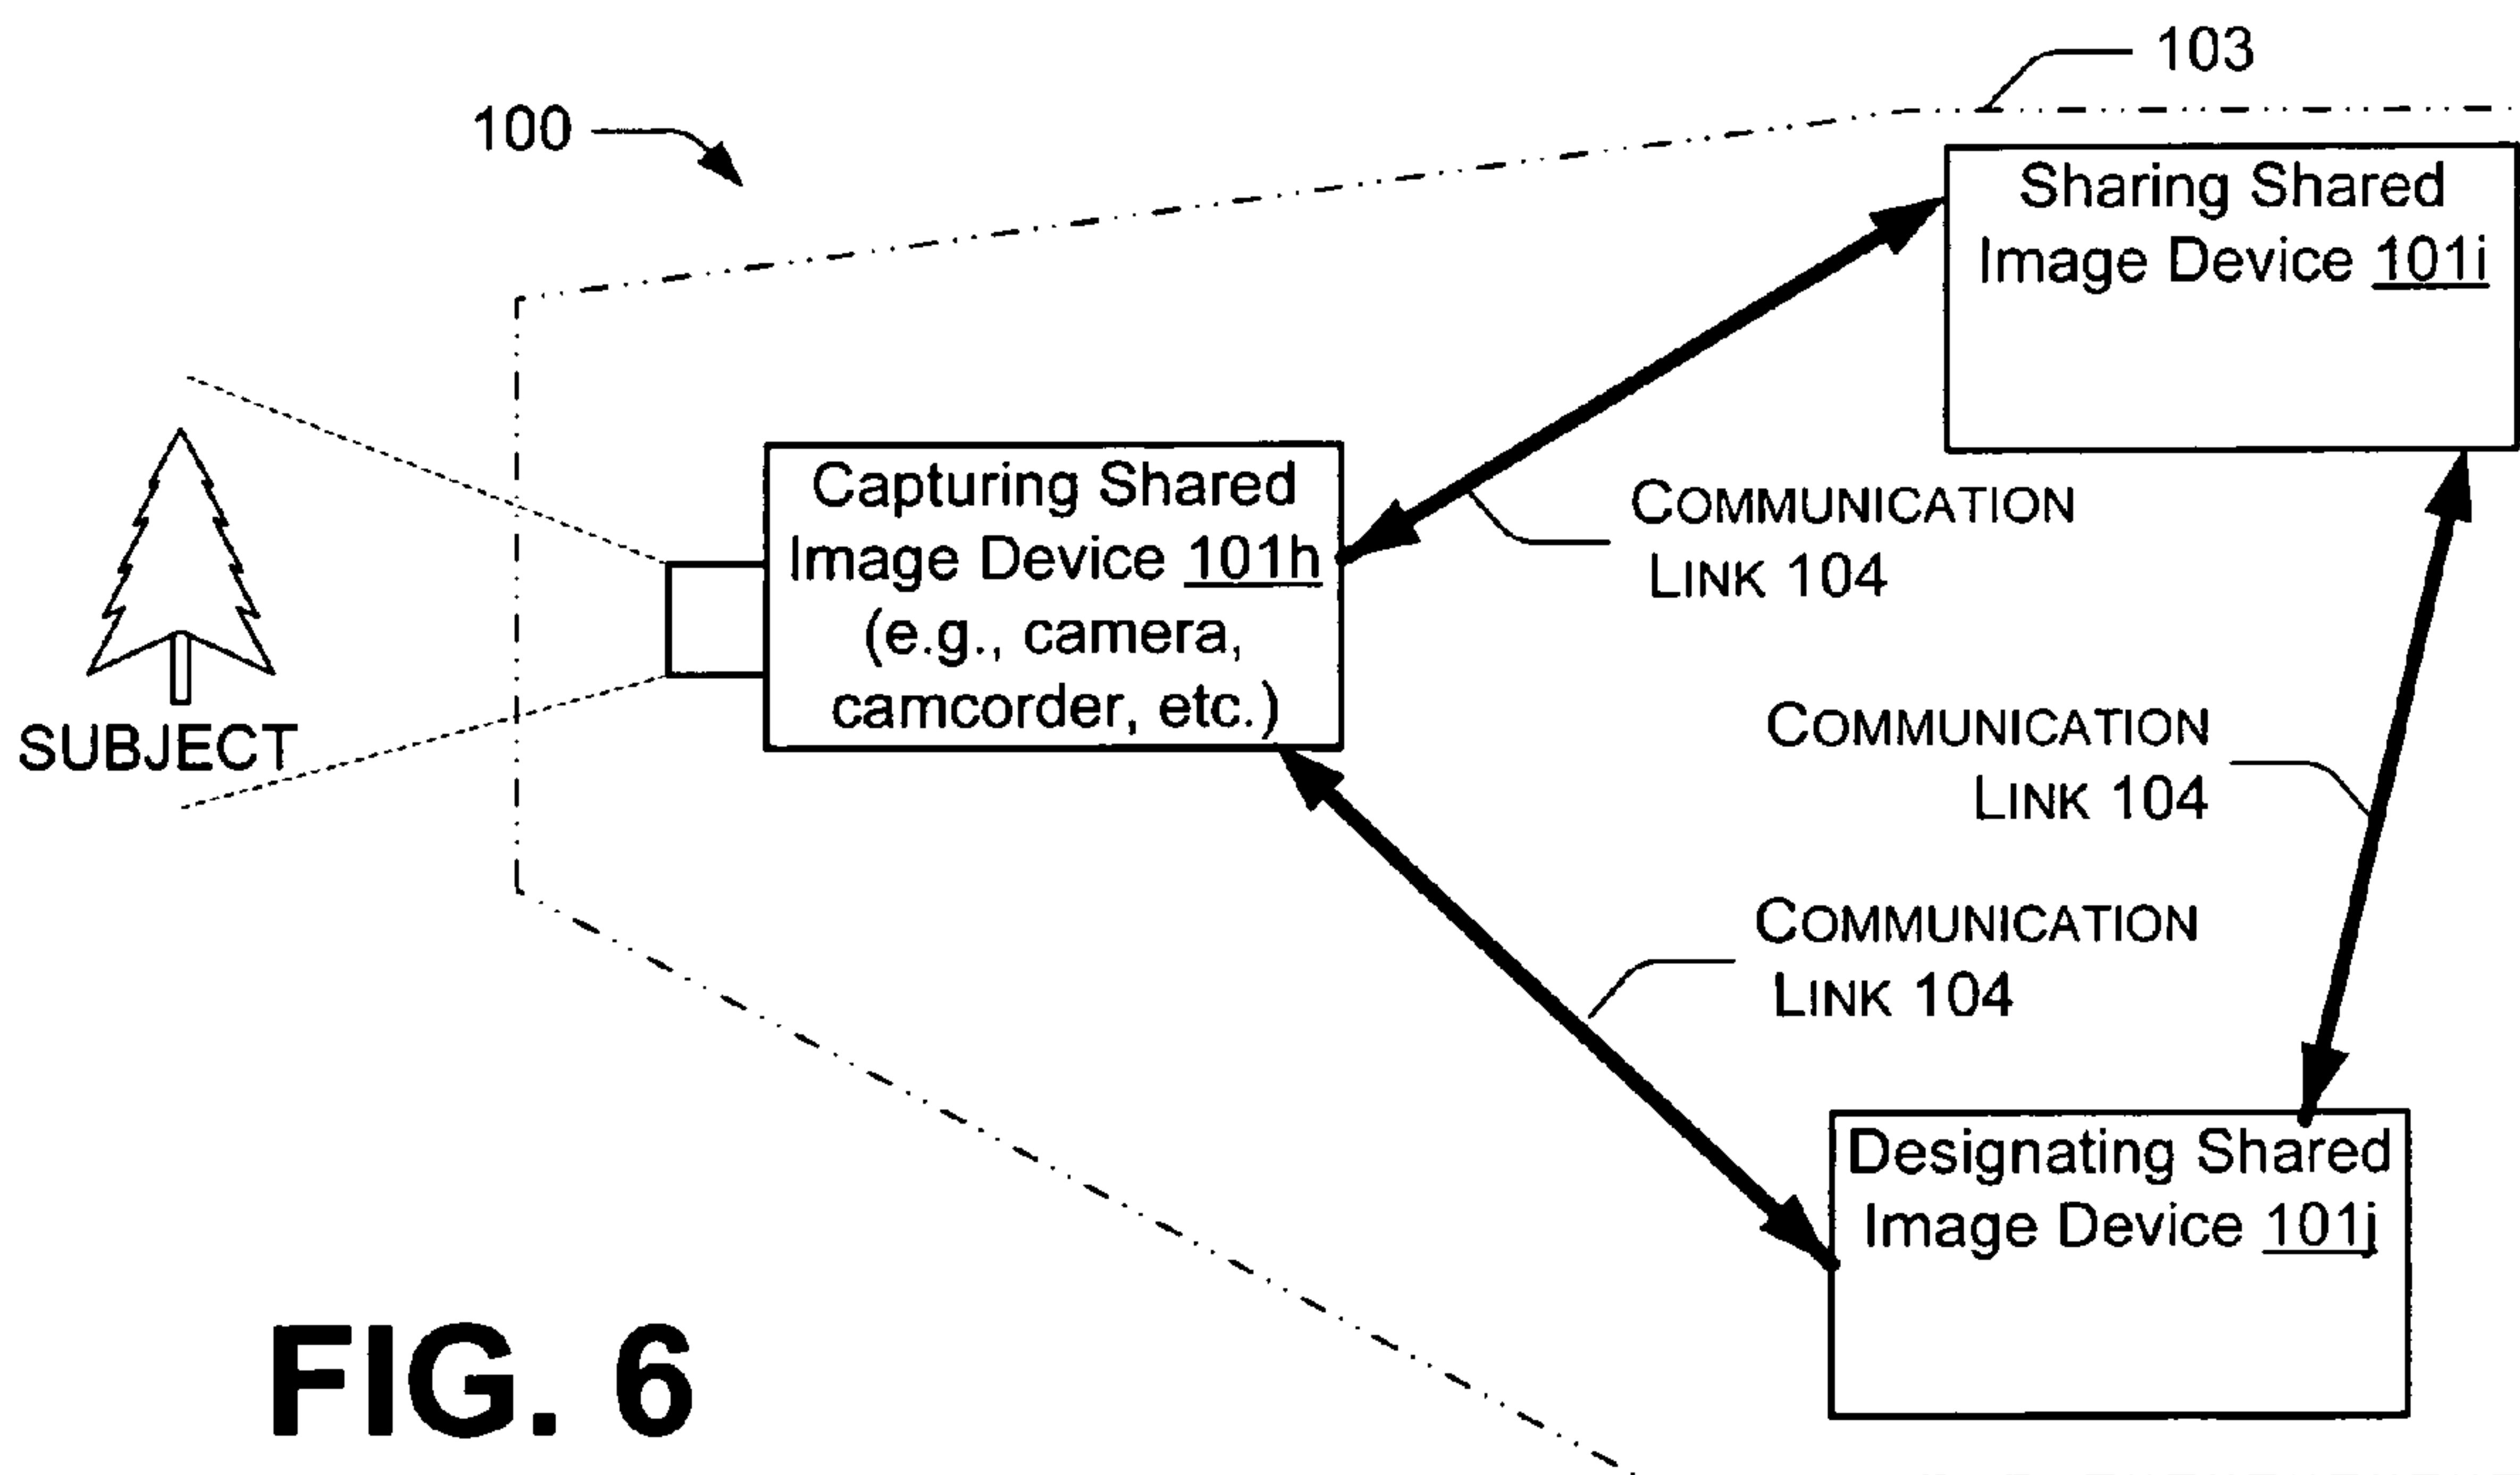 103
100
Sharing Shared
Image Device 101i
Capturing Shared
Image Device 101h
(e.g., camera,
camcorder, etc.)
COMMUNICATION
LINK 104
SUBJECT
COMMUNICATION
LINK 104
COMMUNICATION
LINK 104
Designating Shared
Image Device 101j
FIG. 6